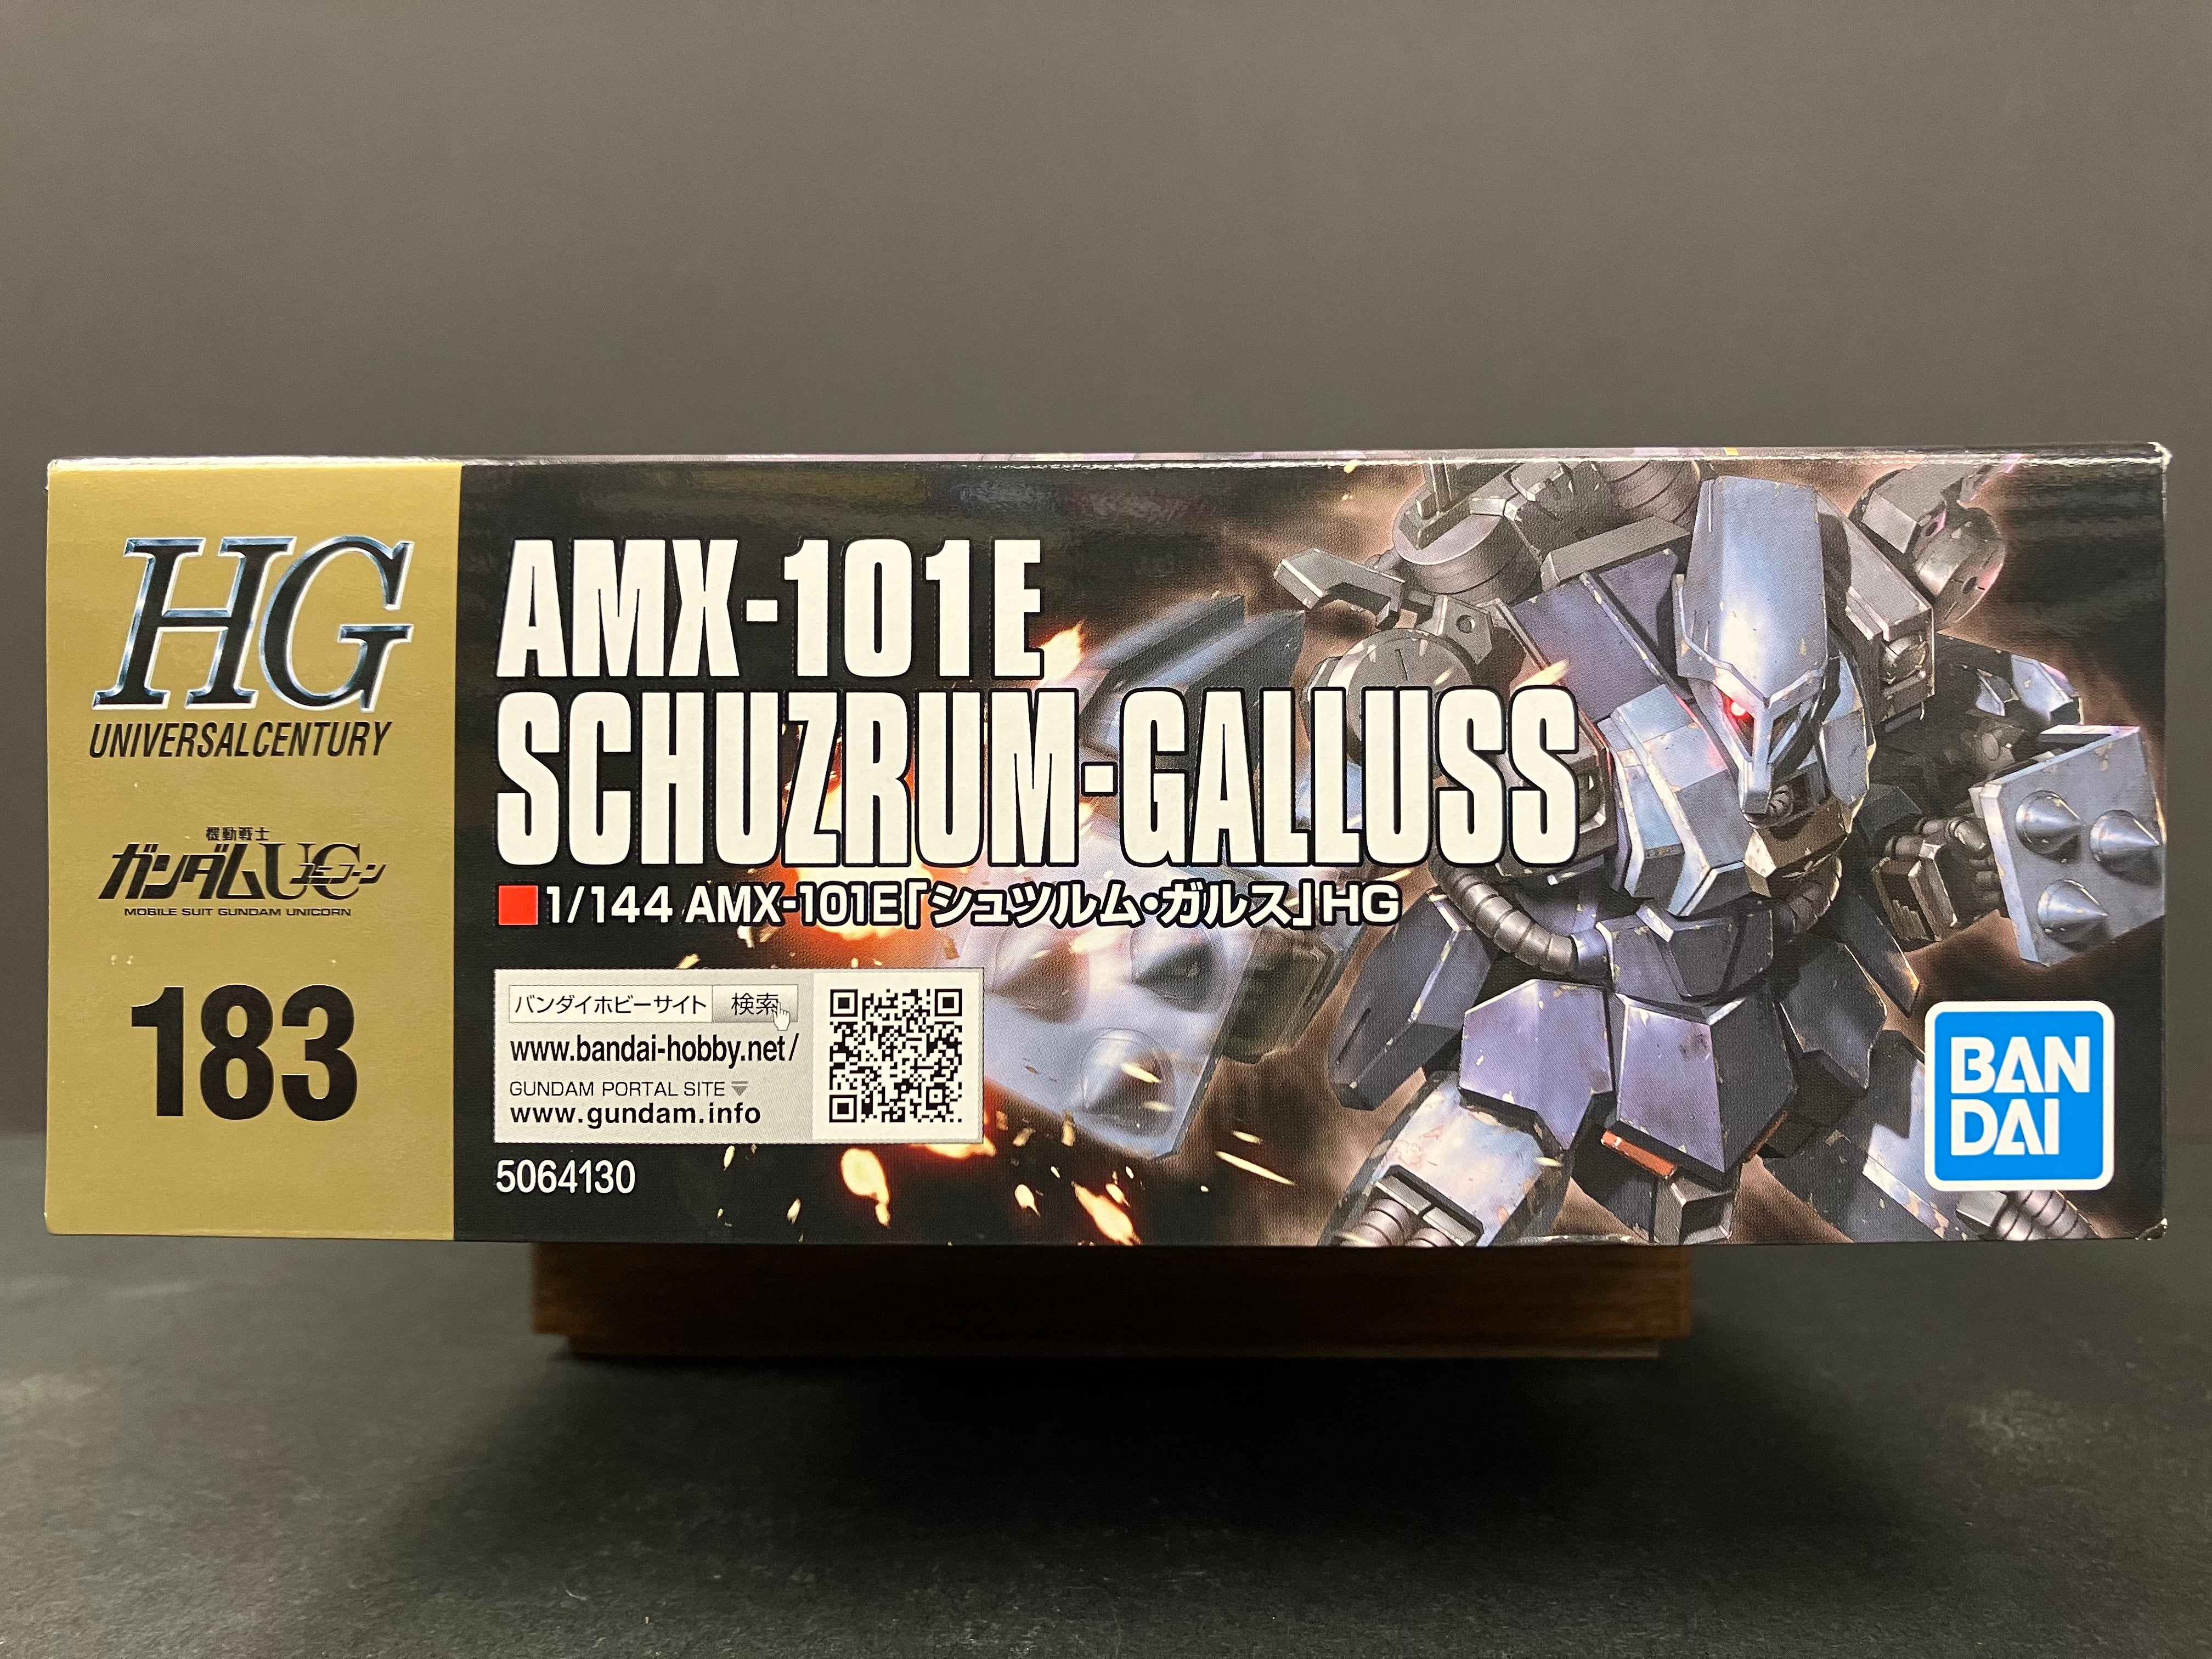 HG
UNIVERSAL CENTURY
機動戦士
ガンダムUC ユニコーン
MOBILE SUIT GUNDAM UNICORN
183
AMX-101E
SCHUZRUM-GALLUSS
1/144 AMX-101E「シュツルム・ガルス」HG
バンダイホビーサイト 検索
www.bandai-hobby.net/
GUNDAM PORTAL SITE
www.gundam.info
5064130
BAN
DAI